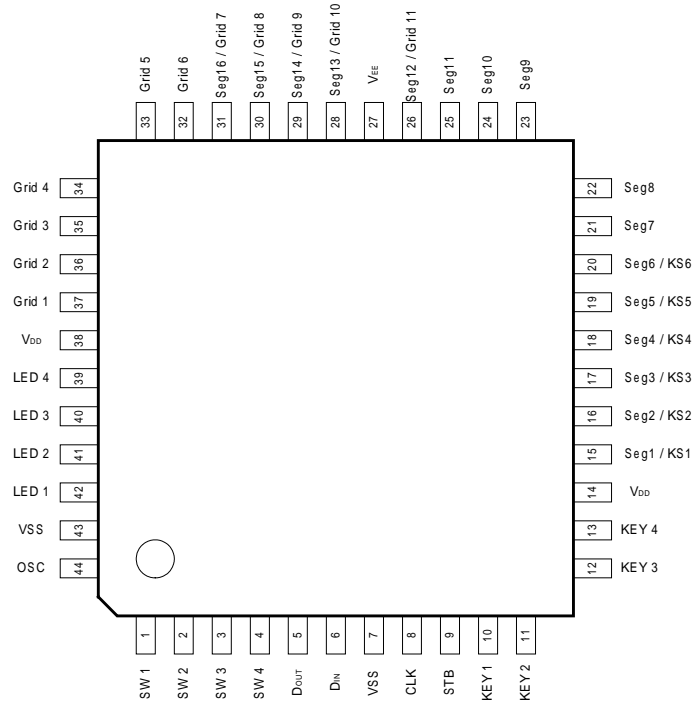 Grid 5
Grid 6
Seg16 / Grid 7
Seg15 / Grid 8
Seg14 / Grid 9
Seg13 / Grid 10
VEE
Seg12 / Grid 11
Seg11
Seg10
Seg9
33
32
31
30
29
28
27
26
25
24
23
Grid 4 34
Grid 3 35
Grid 2 36
Grid 1 37
VDD 38
LED 4 39
LED 3 40
LED 2 41
LED 1 42
VSS 43
OSC 44
22 Seg8
21 Seg7
20 Seg6 / KS6
19 Seg5 / KS5
18 Seg4 / KS4
17 Seg3 / KS3
16 Seg2 / KS2
15 Seg1 / KS1
14 VDD
13 KEY 4
12 KEY 3
1
2
3
4
5
6
7
8
9
10
11
SW 1
SW 2
SW 3
SW 4
DOUT
DIN
VSS
CLK
STB
KEY 1
KEY 2